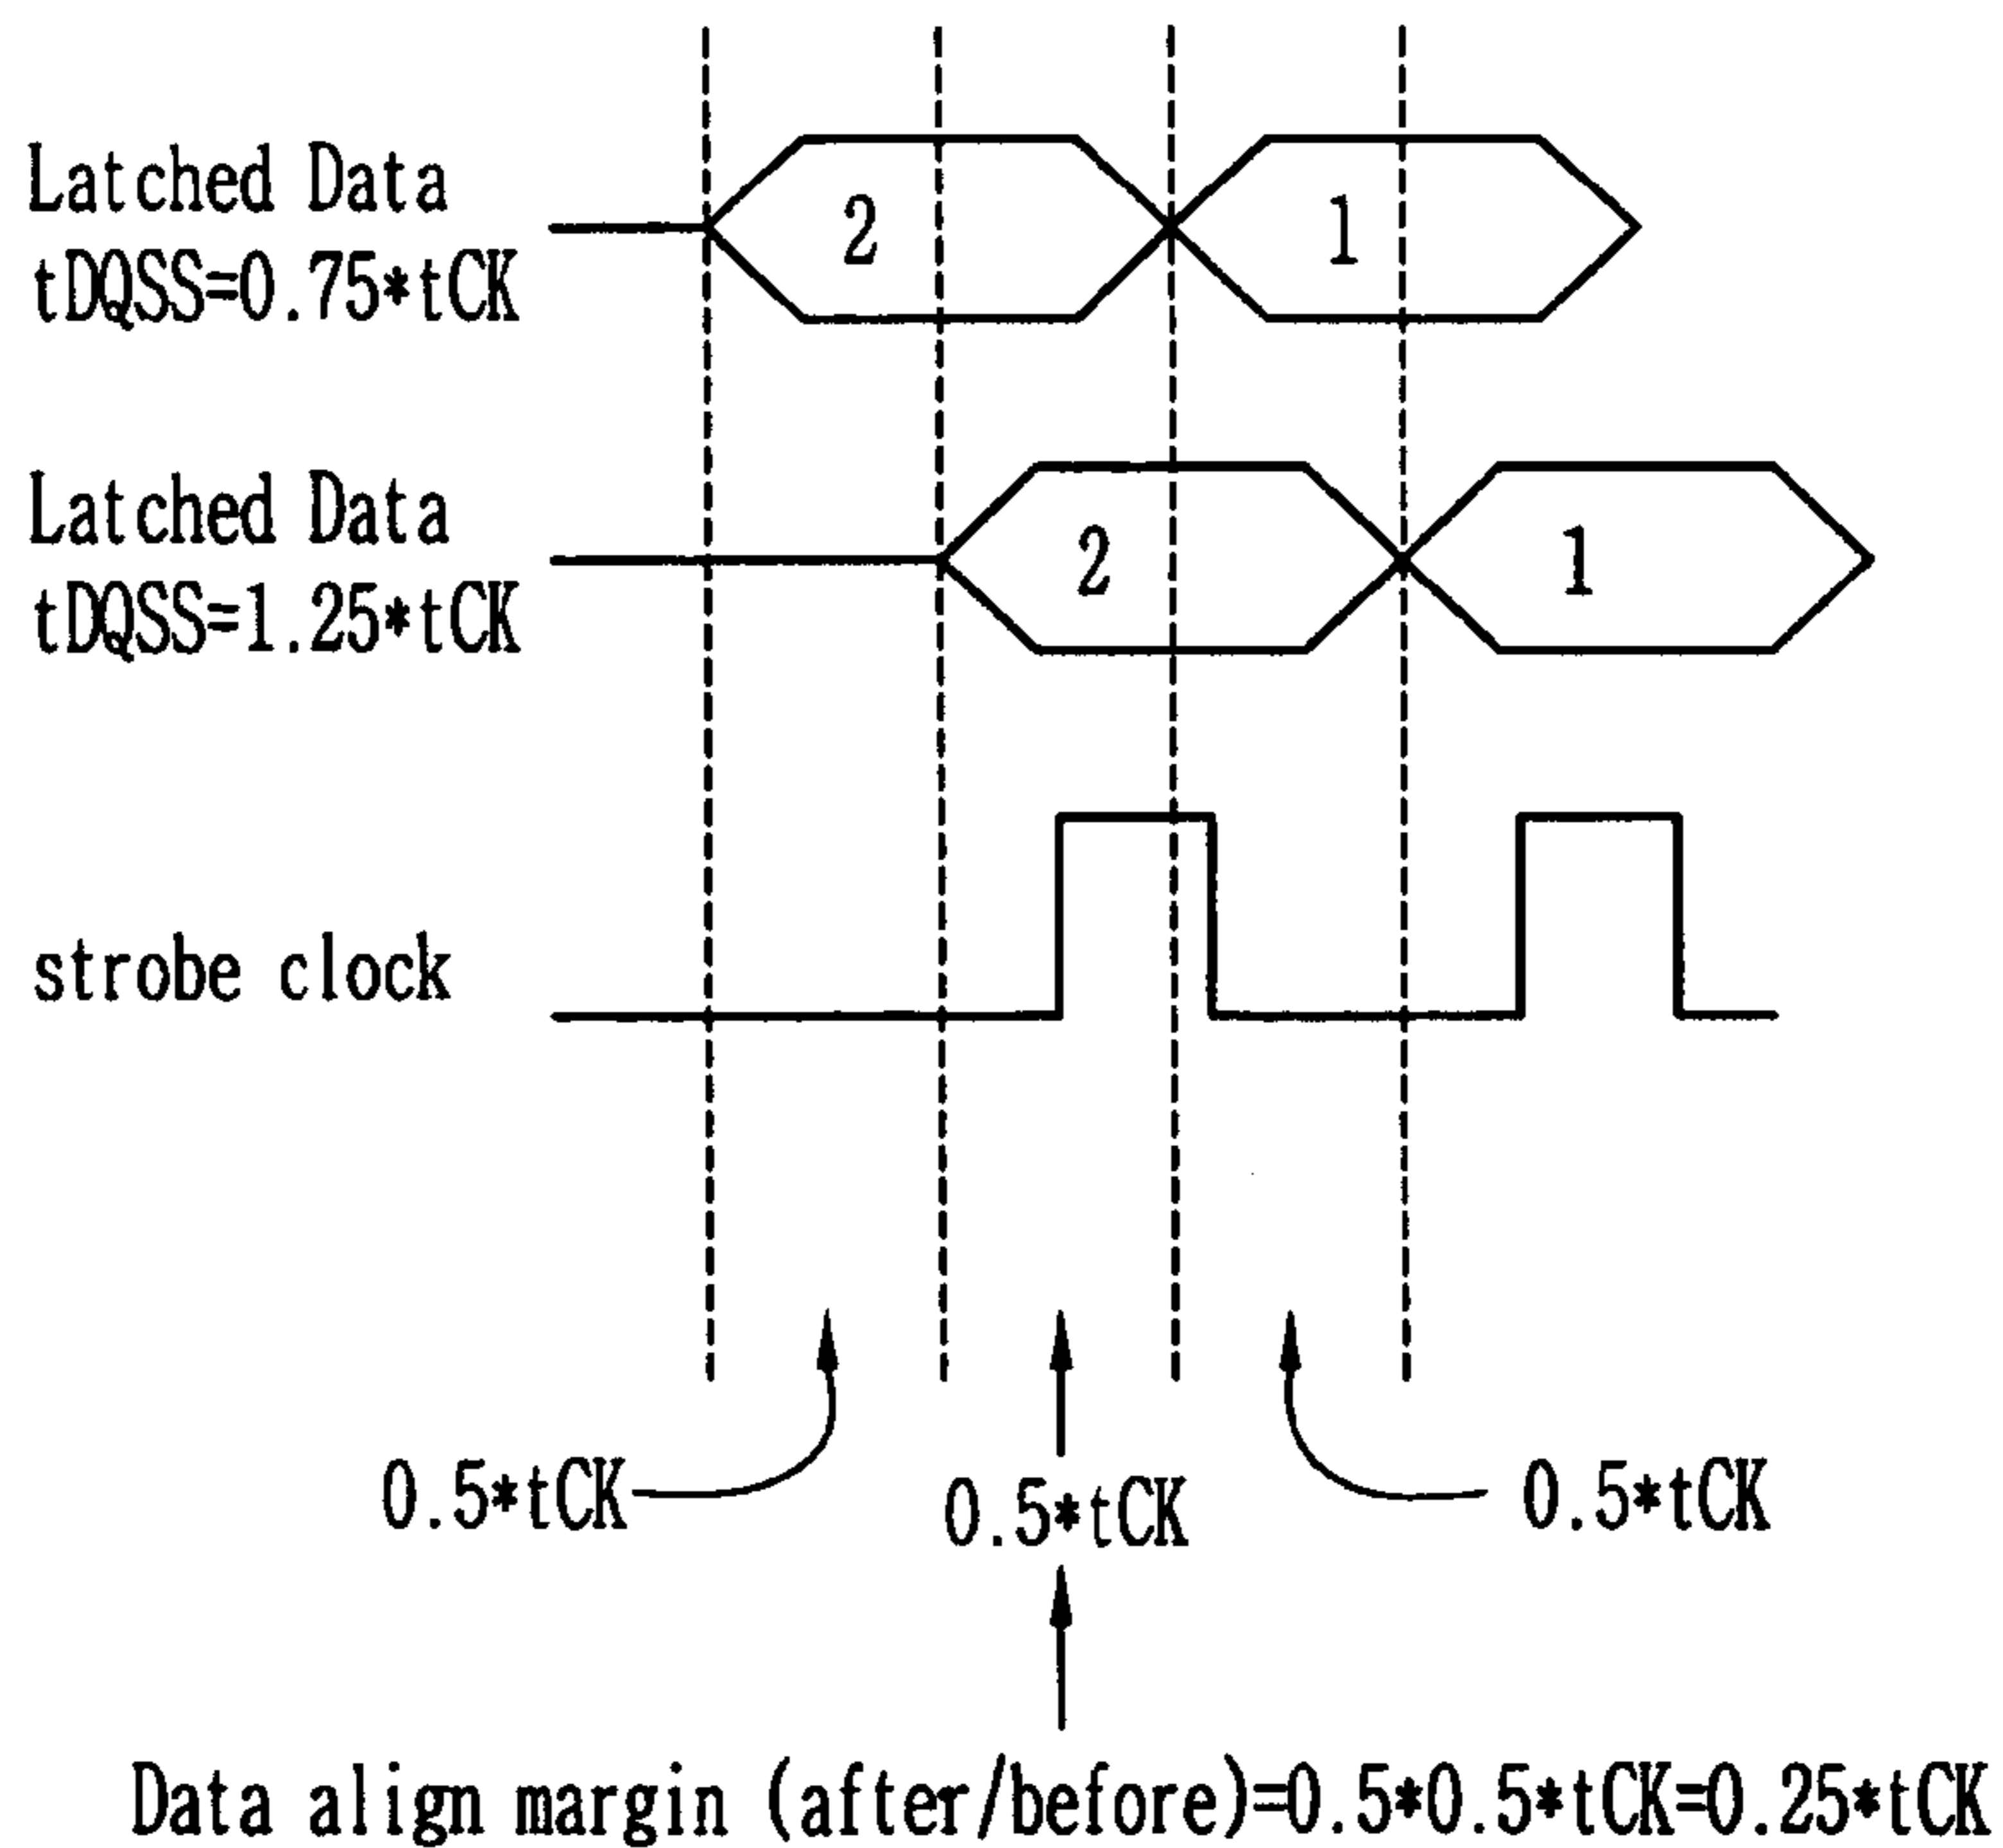 Latched Data
tDQSS=0.75*tCK
2
1
Latched Data
tDQSS=1.25*tCK
2
1
strobe clock
0.5*tCK
0.5*tCK
0.5*tCK
Data align margin (after/before)=0.5*0.5*tCK=0.25*tCK